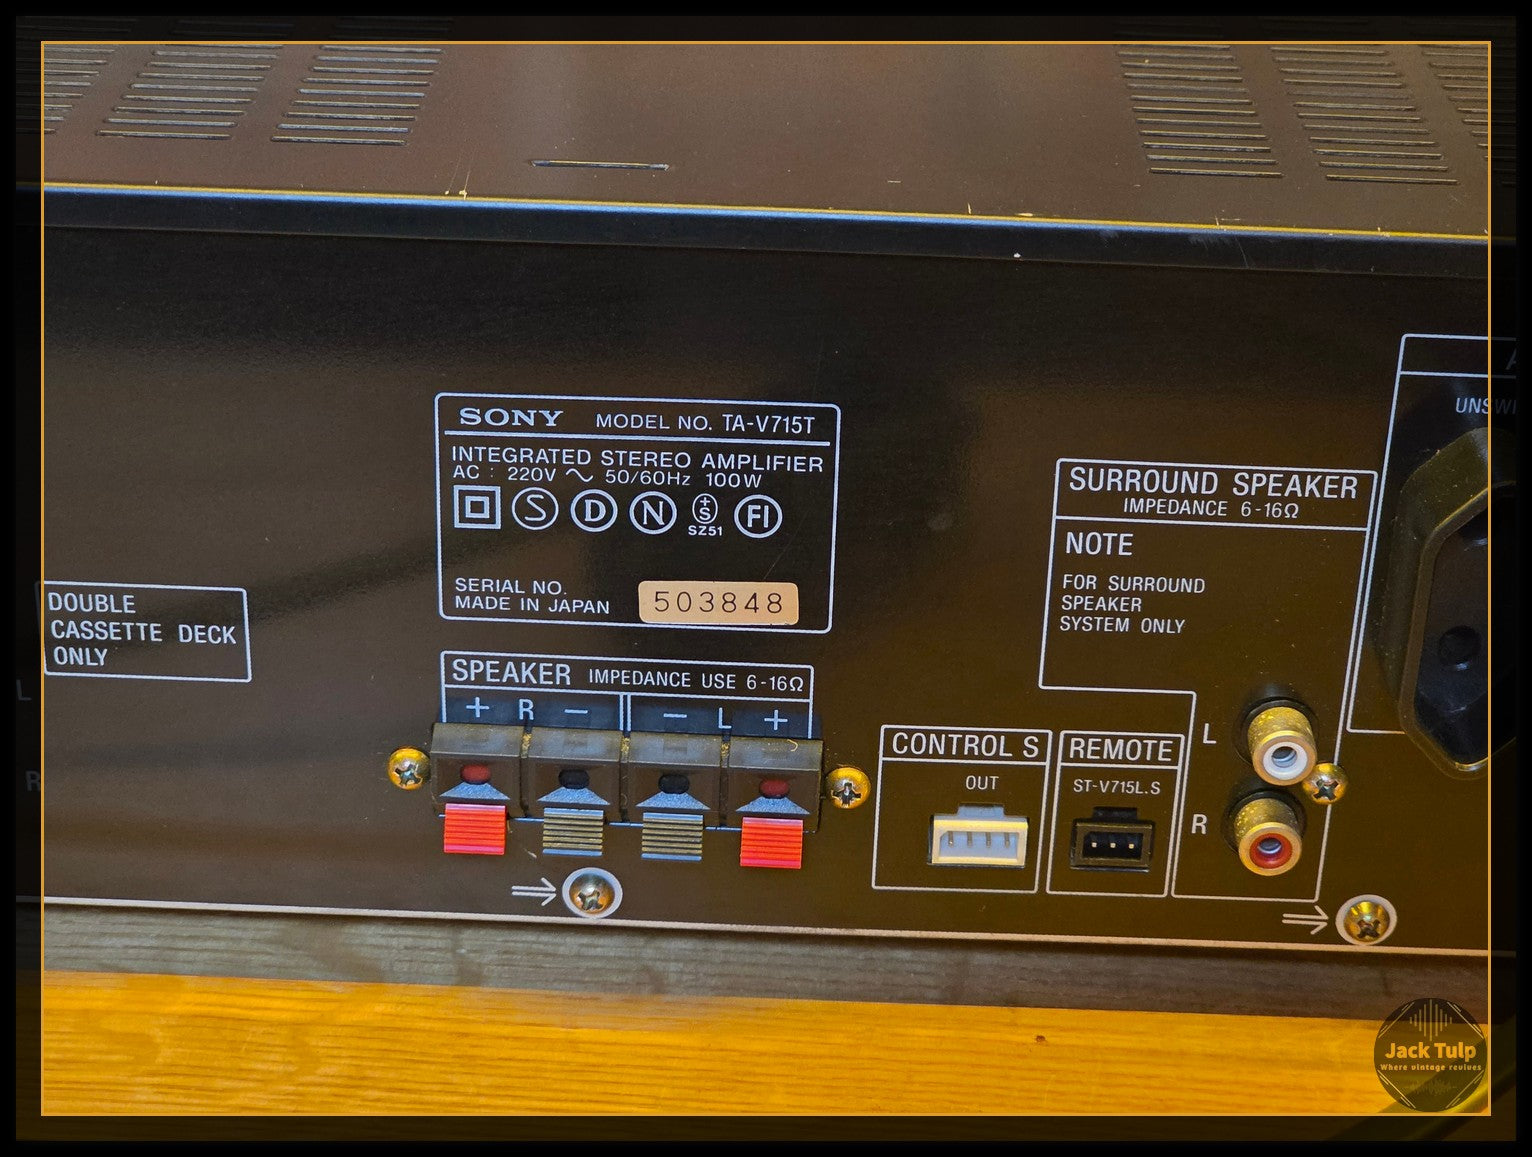 SONY MODEL NO. TA-V715T
INTEGRATED STEREO AMPLIFIER
AC : 220V ~ 50/60Hz 100W
S D N S FI
SZ51
SERIAL NO.
MADE IN JAPAN 503848
DOUBLE
CASSETTE DECK
ONLY
L
R
SPEAKER IMPEDANCE USE 6-16Ω
+ R − − L +
CONTROL S
OUT
REMOTE
ST-V715L.S
SURROUND SPEAKER
IMPEDANCE 6-16Ω
NOTE
FOR SURROUND
SPEAKER
SYSTEM ONLY
L
R
Jack Tulp
Where vintage revives